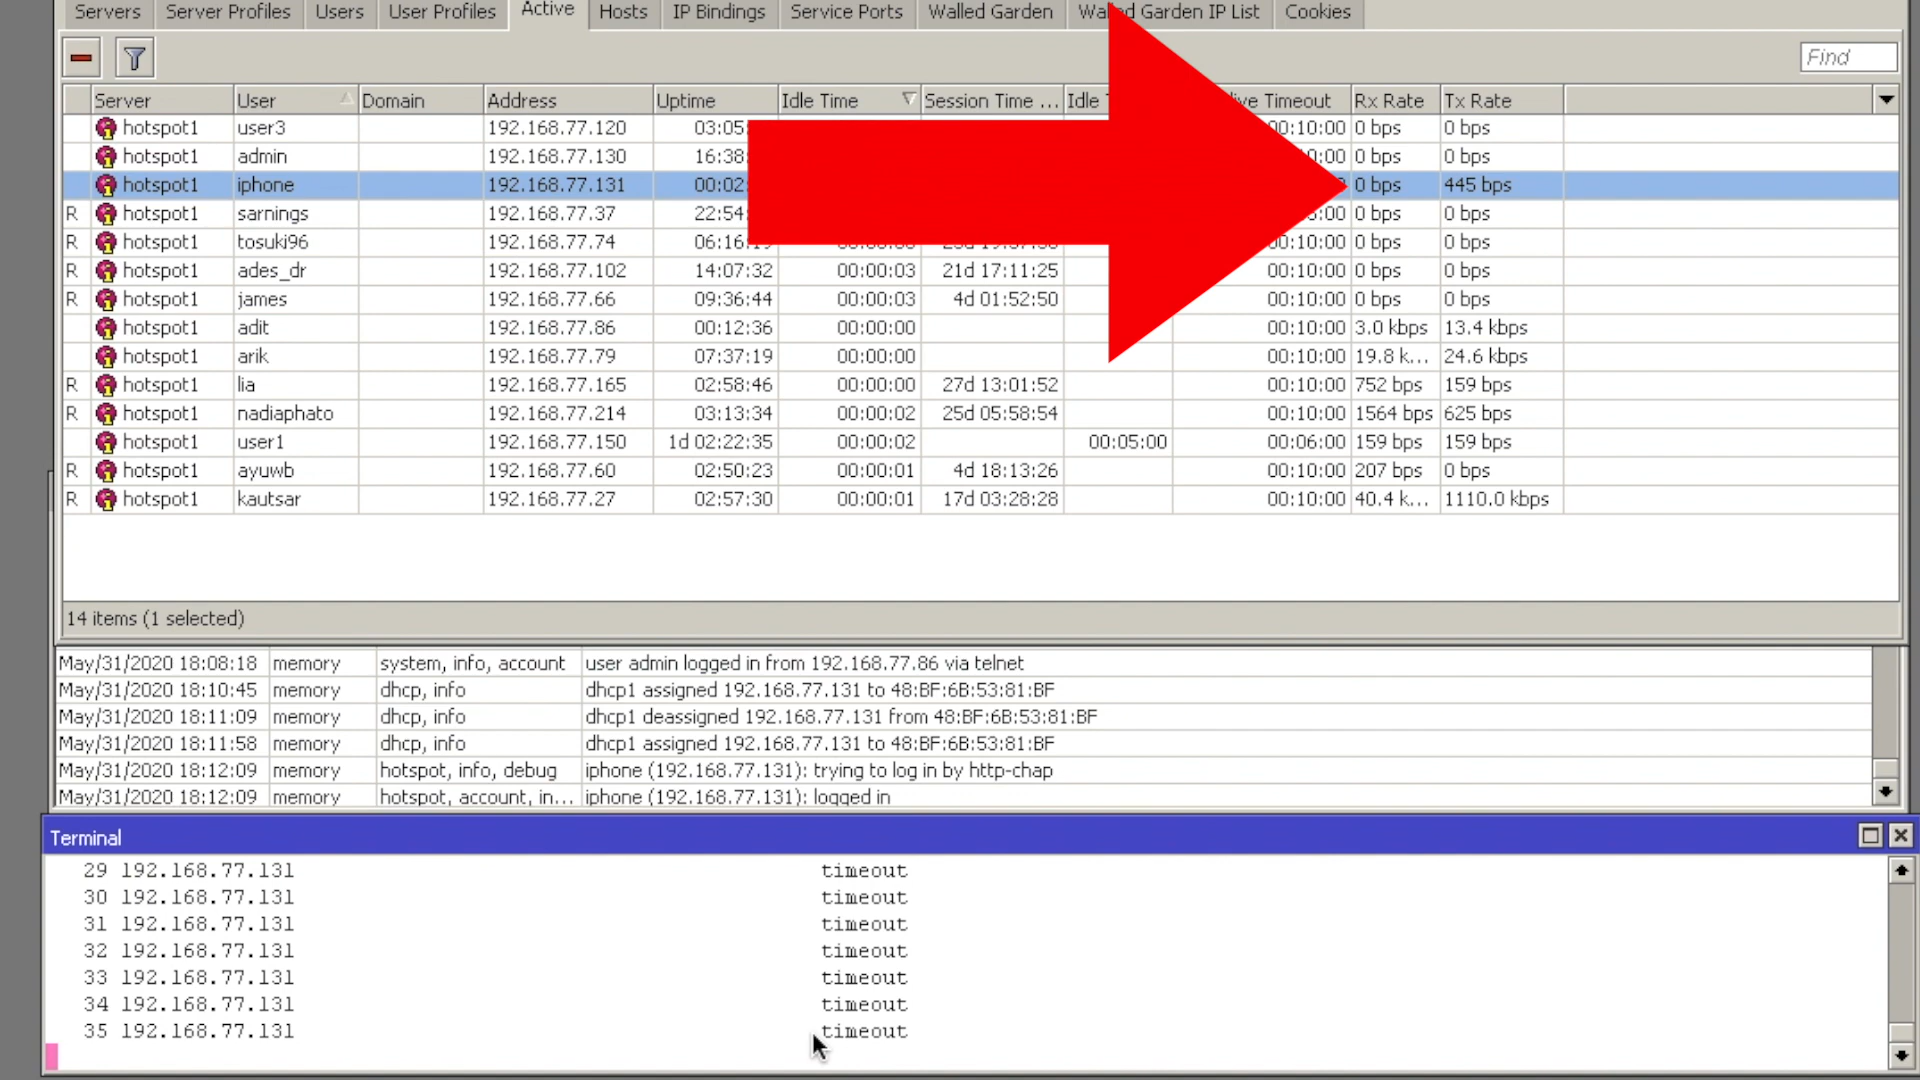 Servers Server Profiles Users User Profiles Active Hosts IP Bindings Service Ports Walled Garden Walled Garden IP List Cookies
Find
Server User Domain Address Uptime Idle Time Session Time ... Idle Timeout Rx Rate Tx Rate
hotspot1 user3 192.168.77.120 03:05: 00:10:00 0 bps 0 bps
hotspot1 admin 192.168.77.130 16:38 0 bps 0 bps
hotspot1 iphone 192.168.77.131 00:02 0 bps 445 bps
R hotspot1 sarnings 192.168.77.37 22:54 0 bps 0 bps
R hotspot1 tosuki96 192.168.77.74 06:16: 00:10:00 0 bps 0 bps
R hotspot1 ades_dr 192.168.77.102 14:07:32 00:00:03 21d 17:11:25 00:10:00 0 bps 0 bps
R hotspot1 james 192.168.77.66 09:36:44 00:00:03 4d 01:52:50 00:10:00 0 bps 0 bps
hotspot1 adit 192.168.77.86 00:12:36 00:00:00 00:10:00 3.0 kbps 13.4 kbps
hotspot1 arik 192.168.77.79 07:37:19 00:00:00 00:10:00 19.8 k... 24.6 kbps
R hotspot1 lia 192.168.77.165 02:58:46 00:00:00 27d 13:01:52 00:10:00 752 bps 159 bps
R hotspot1 nadiaphato 192.168.77.214 03:13:34 00:00:02 25d 05:58:54 00:10:00 1564 bps 625 bps
hotspot1 user1 192.168.77.150 1d 02:22:35 00:00:02 00:05:00 00:06:00 159 bps 159 bps
R hotspot1 ayuwb 192.168.77.60 02:50:23 00:00:01 4d 18:13:26 00:10:00 207 bps 0 bps
R hotspot1 kautsar 192.168.77.27 02:57:30 00:00:01 17d 03:28:28 00:10:00 40.4 k... 1110.0 kbps
14 items (1 selected)
May/31/2020 18:08:18 memory system, info, account user admin logged in from 192.168.77.86 via telnet
May/31/2020 18:10:45 memory dhcp, info dhcp1 assigned 192.168.77.131 to 48:BF:6B:53:81:BF
May/31/2020 18:11:09 memory dhcp, info dhcp1 deassigned 192.168.77.131 from 48:BF:6B:53:81:BF
May/31/2020 18:11:58 memory dhcp, info dhcp1 assigned 192.168.77.131 to 48:BF:6B:53:81:BF
May/31/2020 18:12:09 memory hotspot, info, debug iphone (192.168.77.131): trying to log in by http-chap
May/31/2020 18:12:09 memory hotspot, account, in... iphone (192.168.77.131): logged in
Terminal
29 192.168.77.131 timeout
30 192.168.77.131 timeout
31 192.168.77.131 timeout
32 192.168.77.131 timeout
33 192.168.77.131 timeout
34 192.168.77.131 timeout
35 192.168.77.131 timeout